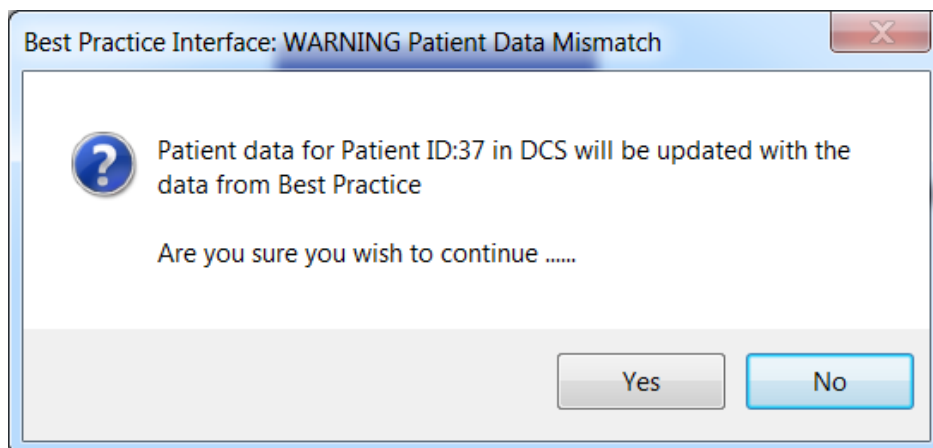 Best Practice Interface: WARNING Patient Data Mismatch
Patient data for Patient ID:37 in DCS will be updated with the
data from Best Practice
Are you sure you wish to continue ......
Yes No